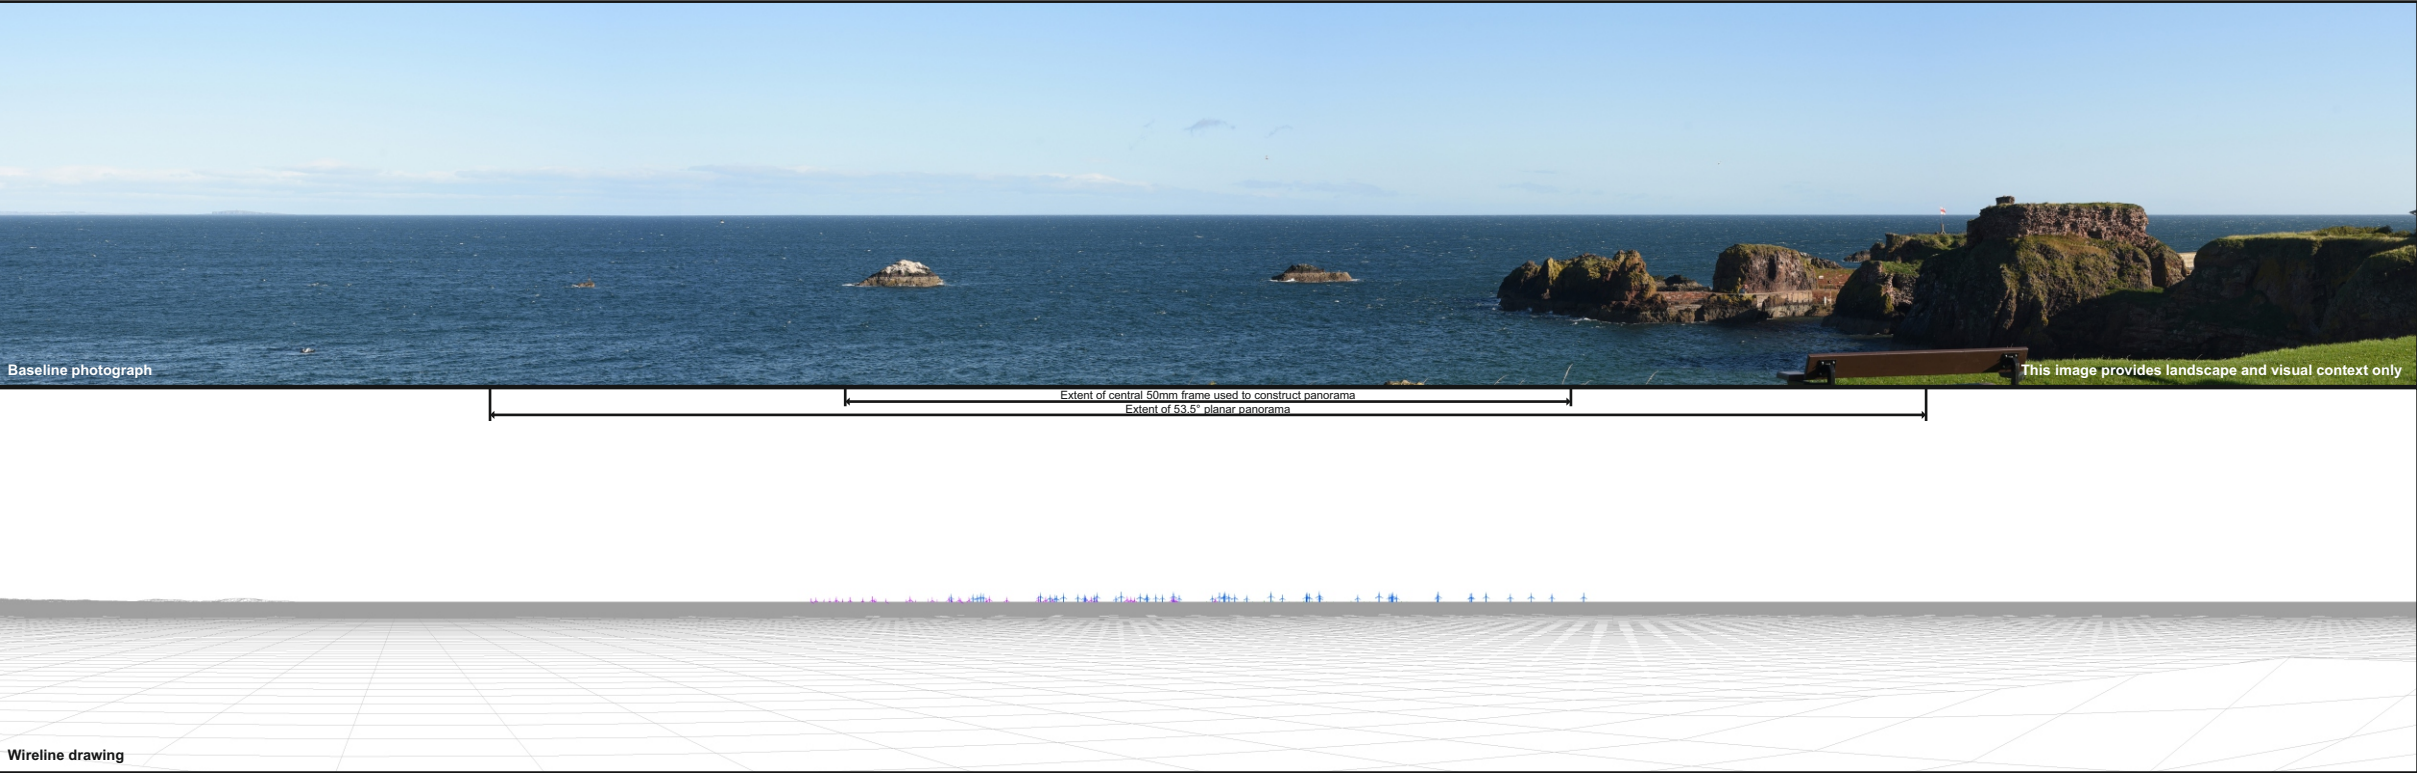 Baseline photograph
This image provides landscape and visual context only
Extent of central 50mm frame used to construct panorama
Extent of 53.5° planar panorama
Wireline drawing